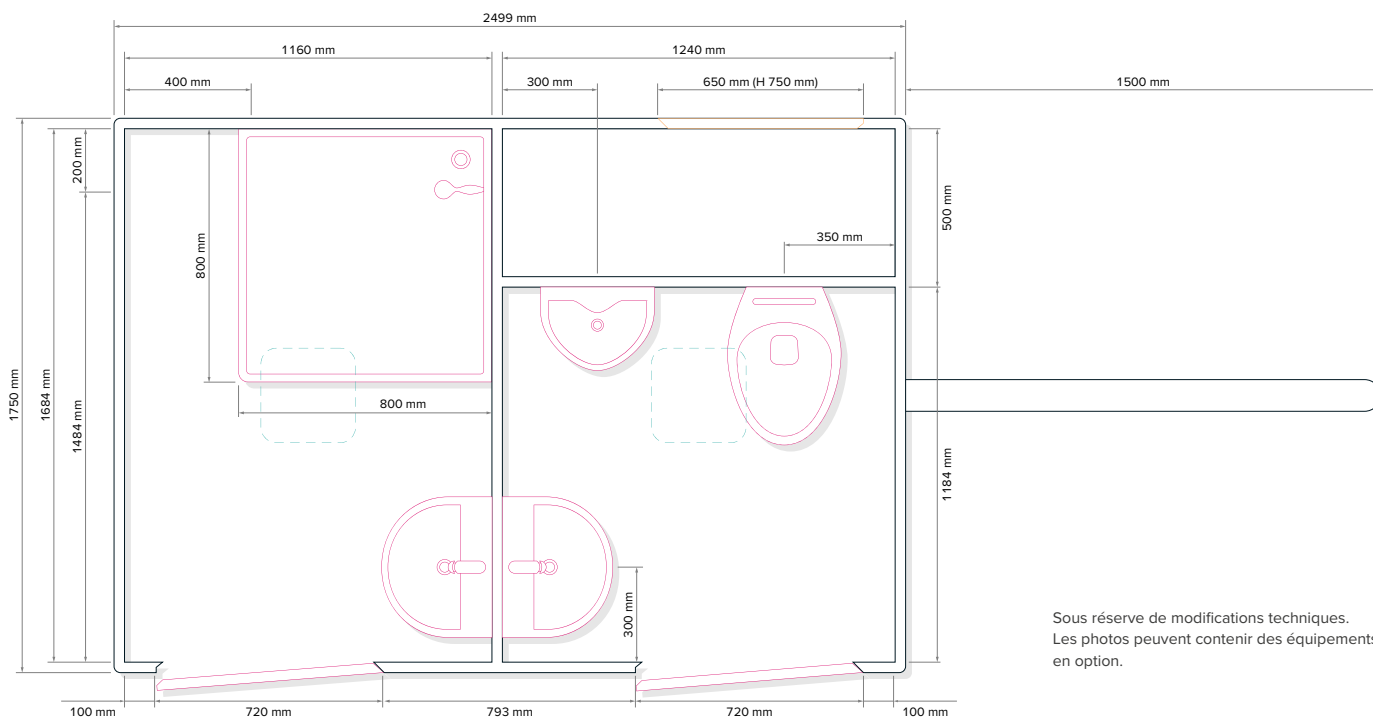 2499 mm
1160 mm
1240 mm
400 mm
300 mm
650 mm (H 750 mm)
1500 mm
200 mm
500 mm
350 mm
800 mm
1750 mm
1684 mm
1484 mm
800 mm
1184 mm
300 mm
Sous réserve de modifications techniques.
Les photos peuvent contenir des équipements
en option.
100 mm
720 mm
793 mm
720 mm
100 mm